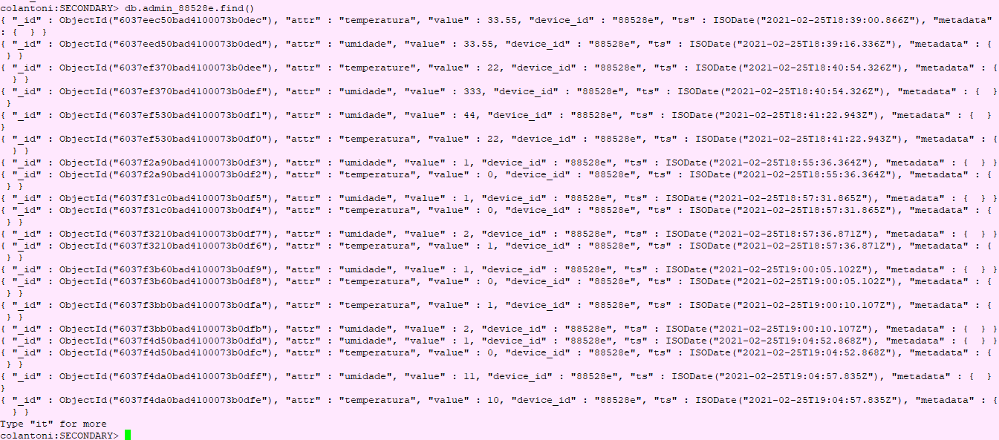 colantoni:SECONDARY> db.admin_88528e.find()
{ "_id" : ObjectId("6037eec50bad4100073b0dec"), "attr" : "temperatura", "value" : 33.55, "device_id" : "88528e", "ts" : ISODate("2021-02-25T18:39:00.866Z"), "metadata"
: {  } }
{ "_id" : ObjectId("6037eed50bad4100073b0ded"), "attr" : "umidade", "value" : 33.55, "device_id" : "88528e", "ts" : ISODate("2021-02-25T18:39:16.336Z"), "metadata" : {
 } }
{ "_id" : ObjectId("6037ef370bad4100073b0dee"), "attr" : "temperature", "value" : 22, "device_id" : "88528e", "ts" : ISODate("2021-02-25T18:40:54.326Z"), "metadata" : {
  } }
{ "_id" : ObjectId("6037ef370bad4100073b0def"), "attr" : "umidade", "value" : 333, "device_id" : "88528e", "ts" : ISODate("2021-02-25T18:40:54.326Z"), "metadata" : {  }
 }
{ "_id" : ObjectId("6037ef530bad4100073b0df1"), "attr" : "umidade", "value" : 44, "device_id" : "88528e", "ts" : ISODate("2021-02-25T18:41:22.943Z"), "metadata" : {  }
}
{ "_id" : ObjectId("6037ef530bad4100073b0df0"), "attr" : "temperatura", "value" : 22, "device_id" : "88528e", "ts" : ISODate("2021-02-25T18:41:22.943Z"), "metadata" : {
  } }
{ "_id" : ObjectId("6037f2a90bad4100073b0df3"), "attr" : "umidade", "value" : 1, "device_id" : "88528e", "ts" : ISODate("2021-02-25T18:55:36.364Z"), "metadata" : {  } }
{ "_id" : ObjectId("6037f2a90bad4100073b0df2"), "attr" : "temperatura", "value" : 0, "device_id" : "88528e", "ts" : ISODate("2021-02-25T18:55:36.364Z"), "metadata" : {
 } }
{ "_id" : ObjectId("6037f31c0bad4100073b0df5"), "attr" : "umidade", "value" : 1, "device_id" : "88528e", "ts" : ISODate("2021-02-25T18:57:31.865Z"), "metadata" : {  } }
{ "_id" : ObjectId("6037f31c0bad4100073b0df4"), "attr" : "temperatura", "value" : 0, "device_id" : "88528e", "ts" : ISODate("2021-02-25T18:57:31.865Z"), "metadata" : {
 } }
{ "_id" : ObjectId("6037f3210bad4100073b0df7"), "attr" : "umidade", "value" : 2, "device_id" : "88528e", "ts" : ISODate("2021-02-25T18:57:36.871Z"), "metadata" : {  } }
{ "_id" : ObjectId("6037f3210bad4100073b0df6"), "attr" : "temperatura", "value" : 1, "device_id" : "88528e", "ts" : ISODate("2021-02-25T18:57:36.871Z"), "metadata" : {
 } }
{ "_id" : ObjectId("6037f3b60bad4100073b0df9"), "attr" : "umidade", "value" : 1, "device_id" : "88528e", "ts" : ISODate("2021-02-25T19:00:05.102Z"), "metadata" : {  } }
{ "_id" : ObjectId("6037f3b60bad4100073b0df8"), "attr" : "temperatura", "value" : 0, "device_id" : "88528e", "ts" : ISODate("2021-02-25T19:00:05.102Z"), "metadata" : {
 } }
{ "_id" : ObjectId("6037f3bb0bad4100073b0dfa"), "attr" : "temperatura", "value" : 1, "device_id" : "88528e", "ts" : ISODate("2021-02-25T19:00:10.107Z"), "metadata" : {
 } }
{ "_id" : ObjectId("6037f3bb0bad4100073b0dfb"), "attr" : "umidade", "value" : 2, "device_id" : "88528e", "ts" : ISODate("2021-02-25T19:00:10.107Z"), "metadata" : {  } }
{ "_id" : ObjectId("6037f4d50bad4100073b0dfd"), "attr" : "umidade", "value" : 1, "device_id" : "88528e", "ts" : ISODate("2021-02-25T19:04:52.868Z"), "metadata" : {  } }
{ "_id" : ObjectId("6037f4d50bad4100073b0dfc"), "attr" : "temperatura", "value" : 0, "device_id" : "88528e", "ts" : ISODate("2021-02-25T19:04:52.868Z"), "metadata" : {
 } }
{ "_id" : ObjectId("6037f4da0bad4100073b0dff"), "attr" : "umidade", "value" : 11, "device_id" : "88528e", "ts" : ISODate("2021-02-25T19:04:57.835Z"), "metadata" : {  }
}
{ "_id" : ObjectId("6037f4da0bad4100073b0dfe"), "attr" : "temperatura", "value" : 10, "device_id" : "88528e", "ts" : ISODate("2021-02-25T19:04:57.835Z"), "metadata" : {
  } }
Type "it" for more
colantoni:SECONDARY>